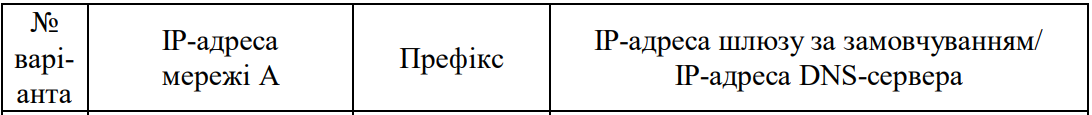 №
варі-
анта
IP-адреса
мережі А
Префікс
IP-адреса шлюзу за замовчуванням/
IP-адреса DNS-сервера